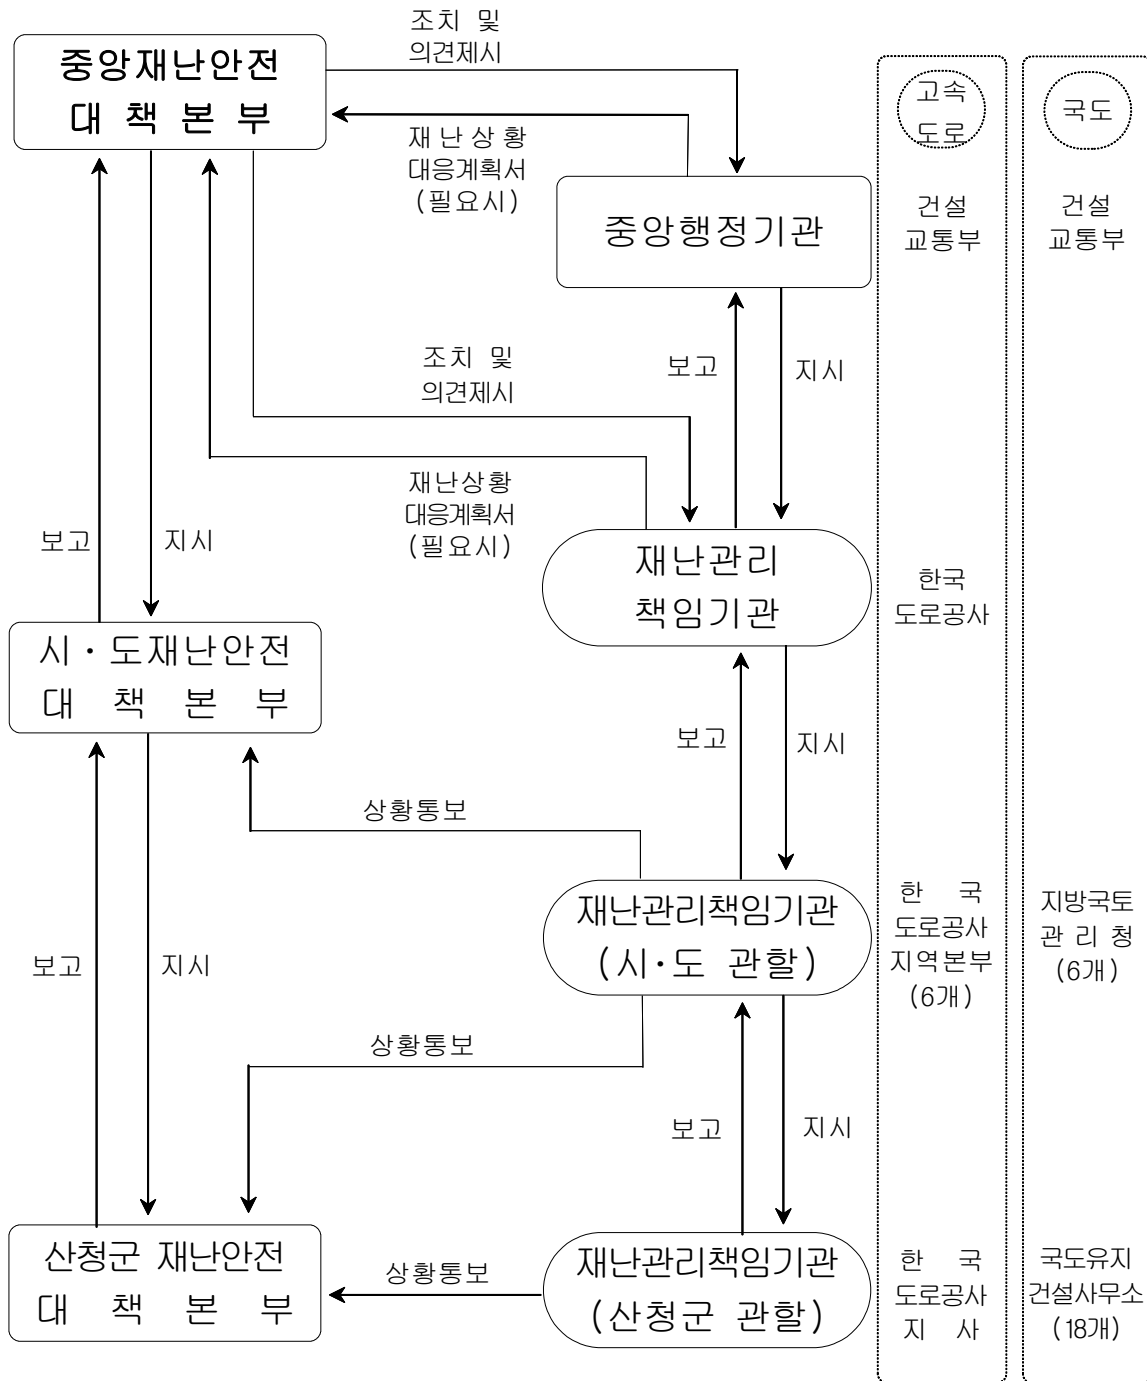 조치 및
의견제시
중앙재난안전
대 책 본 부
고속
도로
국도
재 난 상 황
대응계획서
(필요시)
중앙행정기관
건설
교통부
건설
교통부
조치 및
의견제시
보고
지시
재난상황
대응계획서
(필요시)
보고
지시
재난관리
책임기관
한국
도로공사
시·도재난안전
대 책 본 부
보고
지시
상황통보
재난관리책임기관
(시·도 관할)
한 국
도로공사
지역본부
(6개)
지방국토
관 리 청
(6개)
보고
지시
상황통보
보고
지시
산청군 재난안전
대 책 본 부
상황통보
재난관리책임기관
(산청군 관할)
한 국
도로공사
지 사
국도유지
건설사무소
(18개)